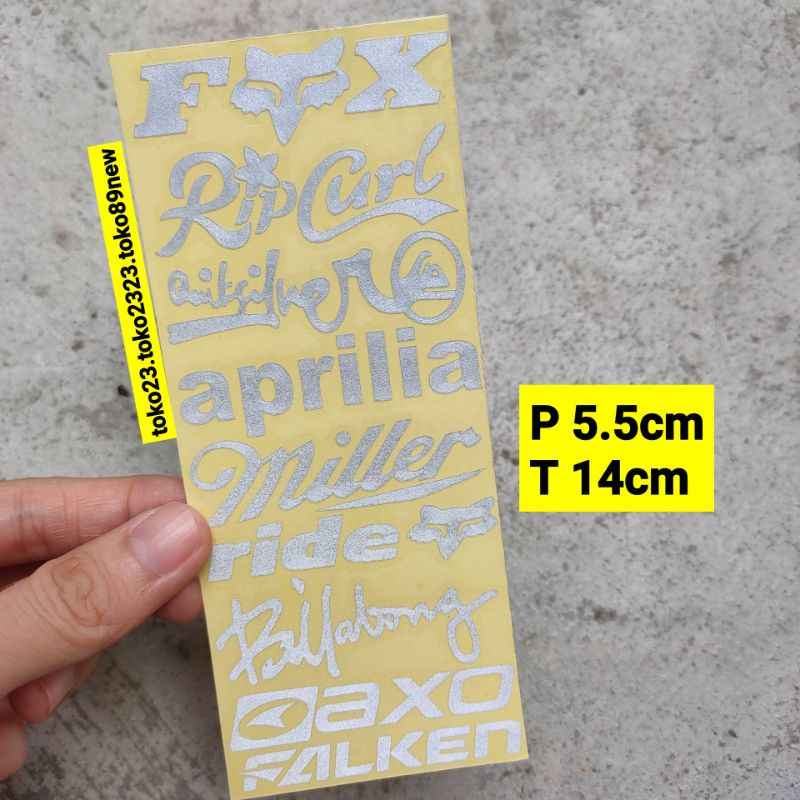 FOX
Rip Curl
Quiksilver
aprilia
Miller
ride
Billabong
axo
FALKEN
toko23.toko2323.toko89new
P 5.5cm
T 14cm